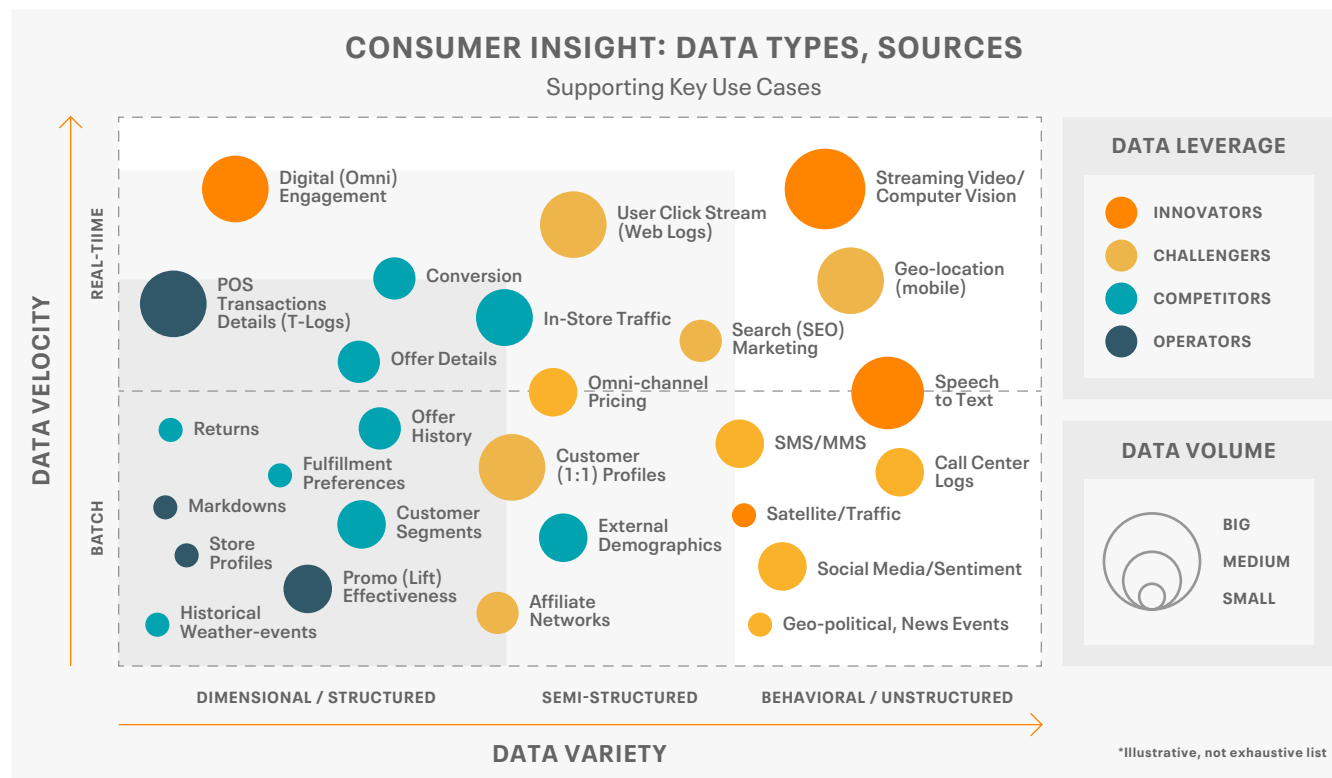 CONSUMER INSIGHT: DATA TYPES, SOURCES
Supporting Key Use Cases
DATA VELOCITY
REAL-TIIME
BATCH
Digital (Omni)
Engagement
Streaming Video/
Computer Vision
User Click Stream
(Web Logs)
Geo-location
(mobile)
POS
Transactions
Details (T-Logs)
Conversion
In-Store Traffic
Search (SEO)
Marketing
Offer Details
Omni-channel
Pricing
Speech
to Text
Returns
Offer
History
SMS/MMS
Fulfillment
Preferences
Customer
(1:1) Profiles
Call Center
Logs
Markdowns
Customer
Segments
Satellite/Traffic
Store
Profiles
External
Demographics
Promo (Lift)
Effectiveness
Social Media/Sentiment
Historical
Weather-events
Affiliate
Networks
Geo-political, News Events
DIMENSIONAL / STRUCTURED
SEMI-STRUCTURED
BEHAVIORAL / UNSTRUCTURED
DATA VARIETY
DATA LEVERAGE
INNOVATORS
CHALLENGERS
COMPETITORS
OPERATORS
DATA VOLUME
BIG
MEDIUM
SMALL
*Illustrative, not exhaustive list